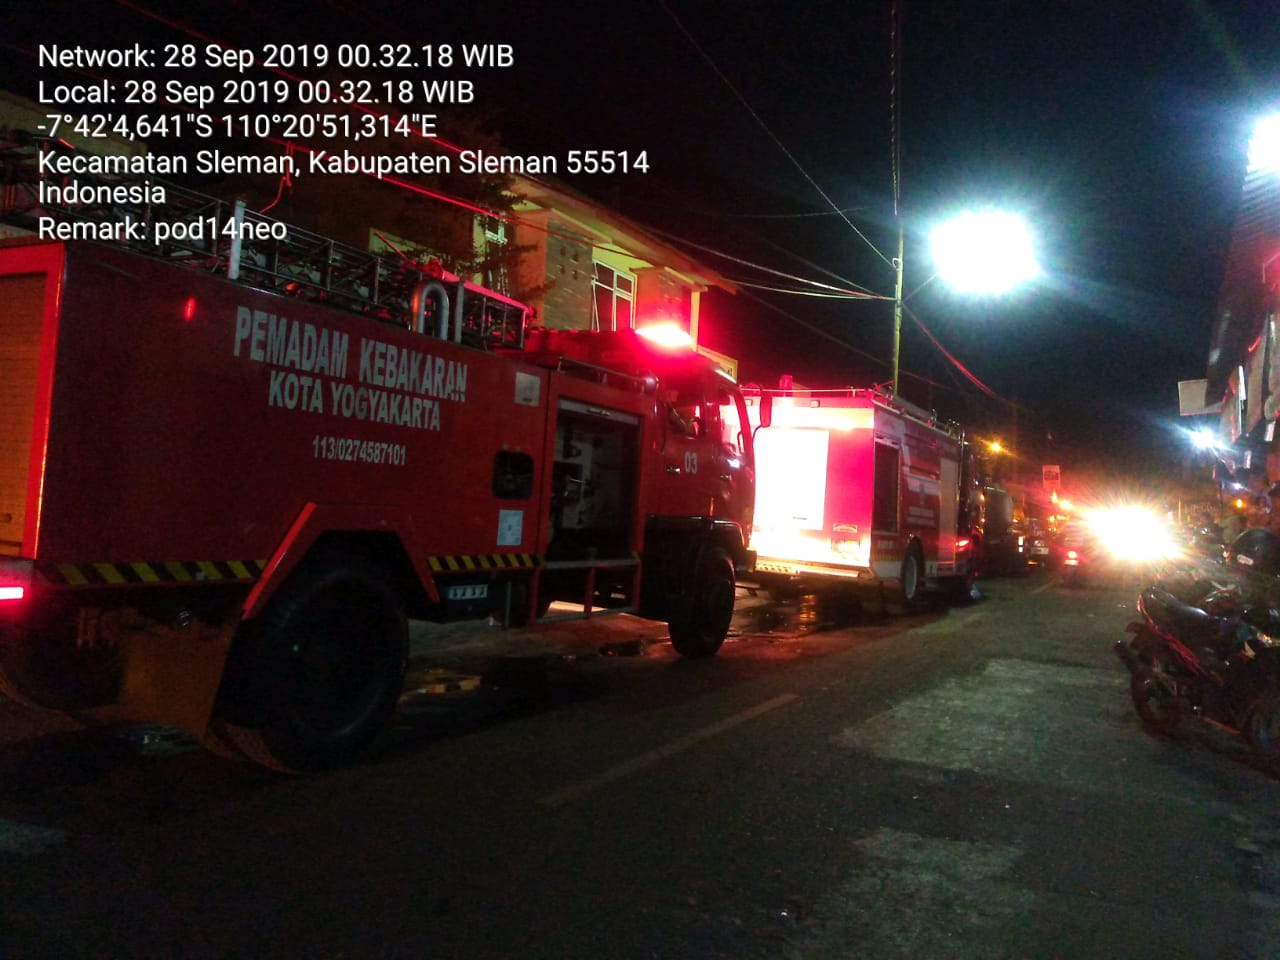 Network: 28 Sep 2019 00.32.18 WIB
Local: 28 Sep 2019 00.32.18 WIB
-7°42'4,641"S 110°20'51,314"E
Kecamatan Sleman, Kabupaten Sleman 55514
Indonesia
Remark: pod14neo
PEMADAM KEBAKARAN
KOTA YOGYAKARTA
113/0274587101
03